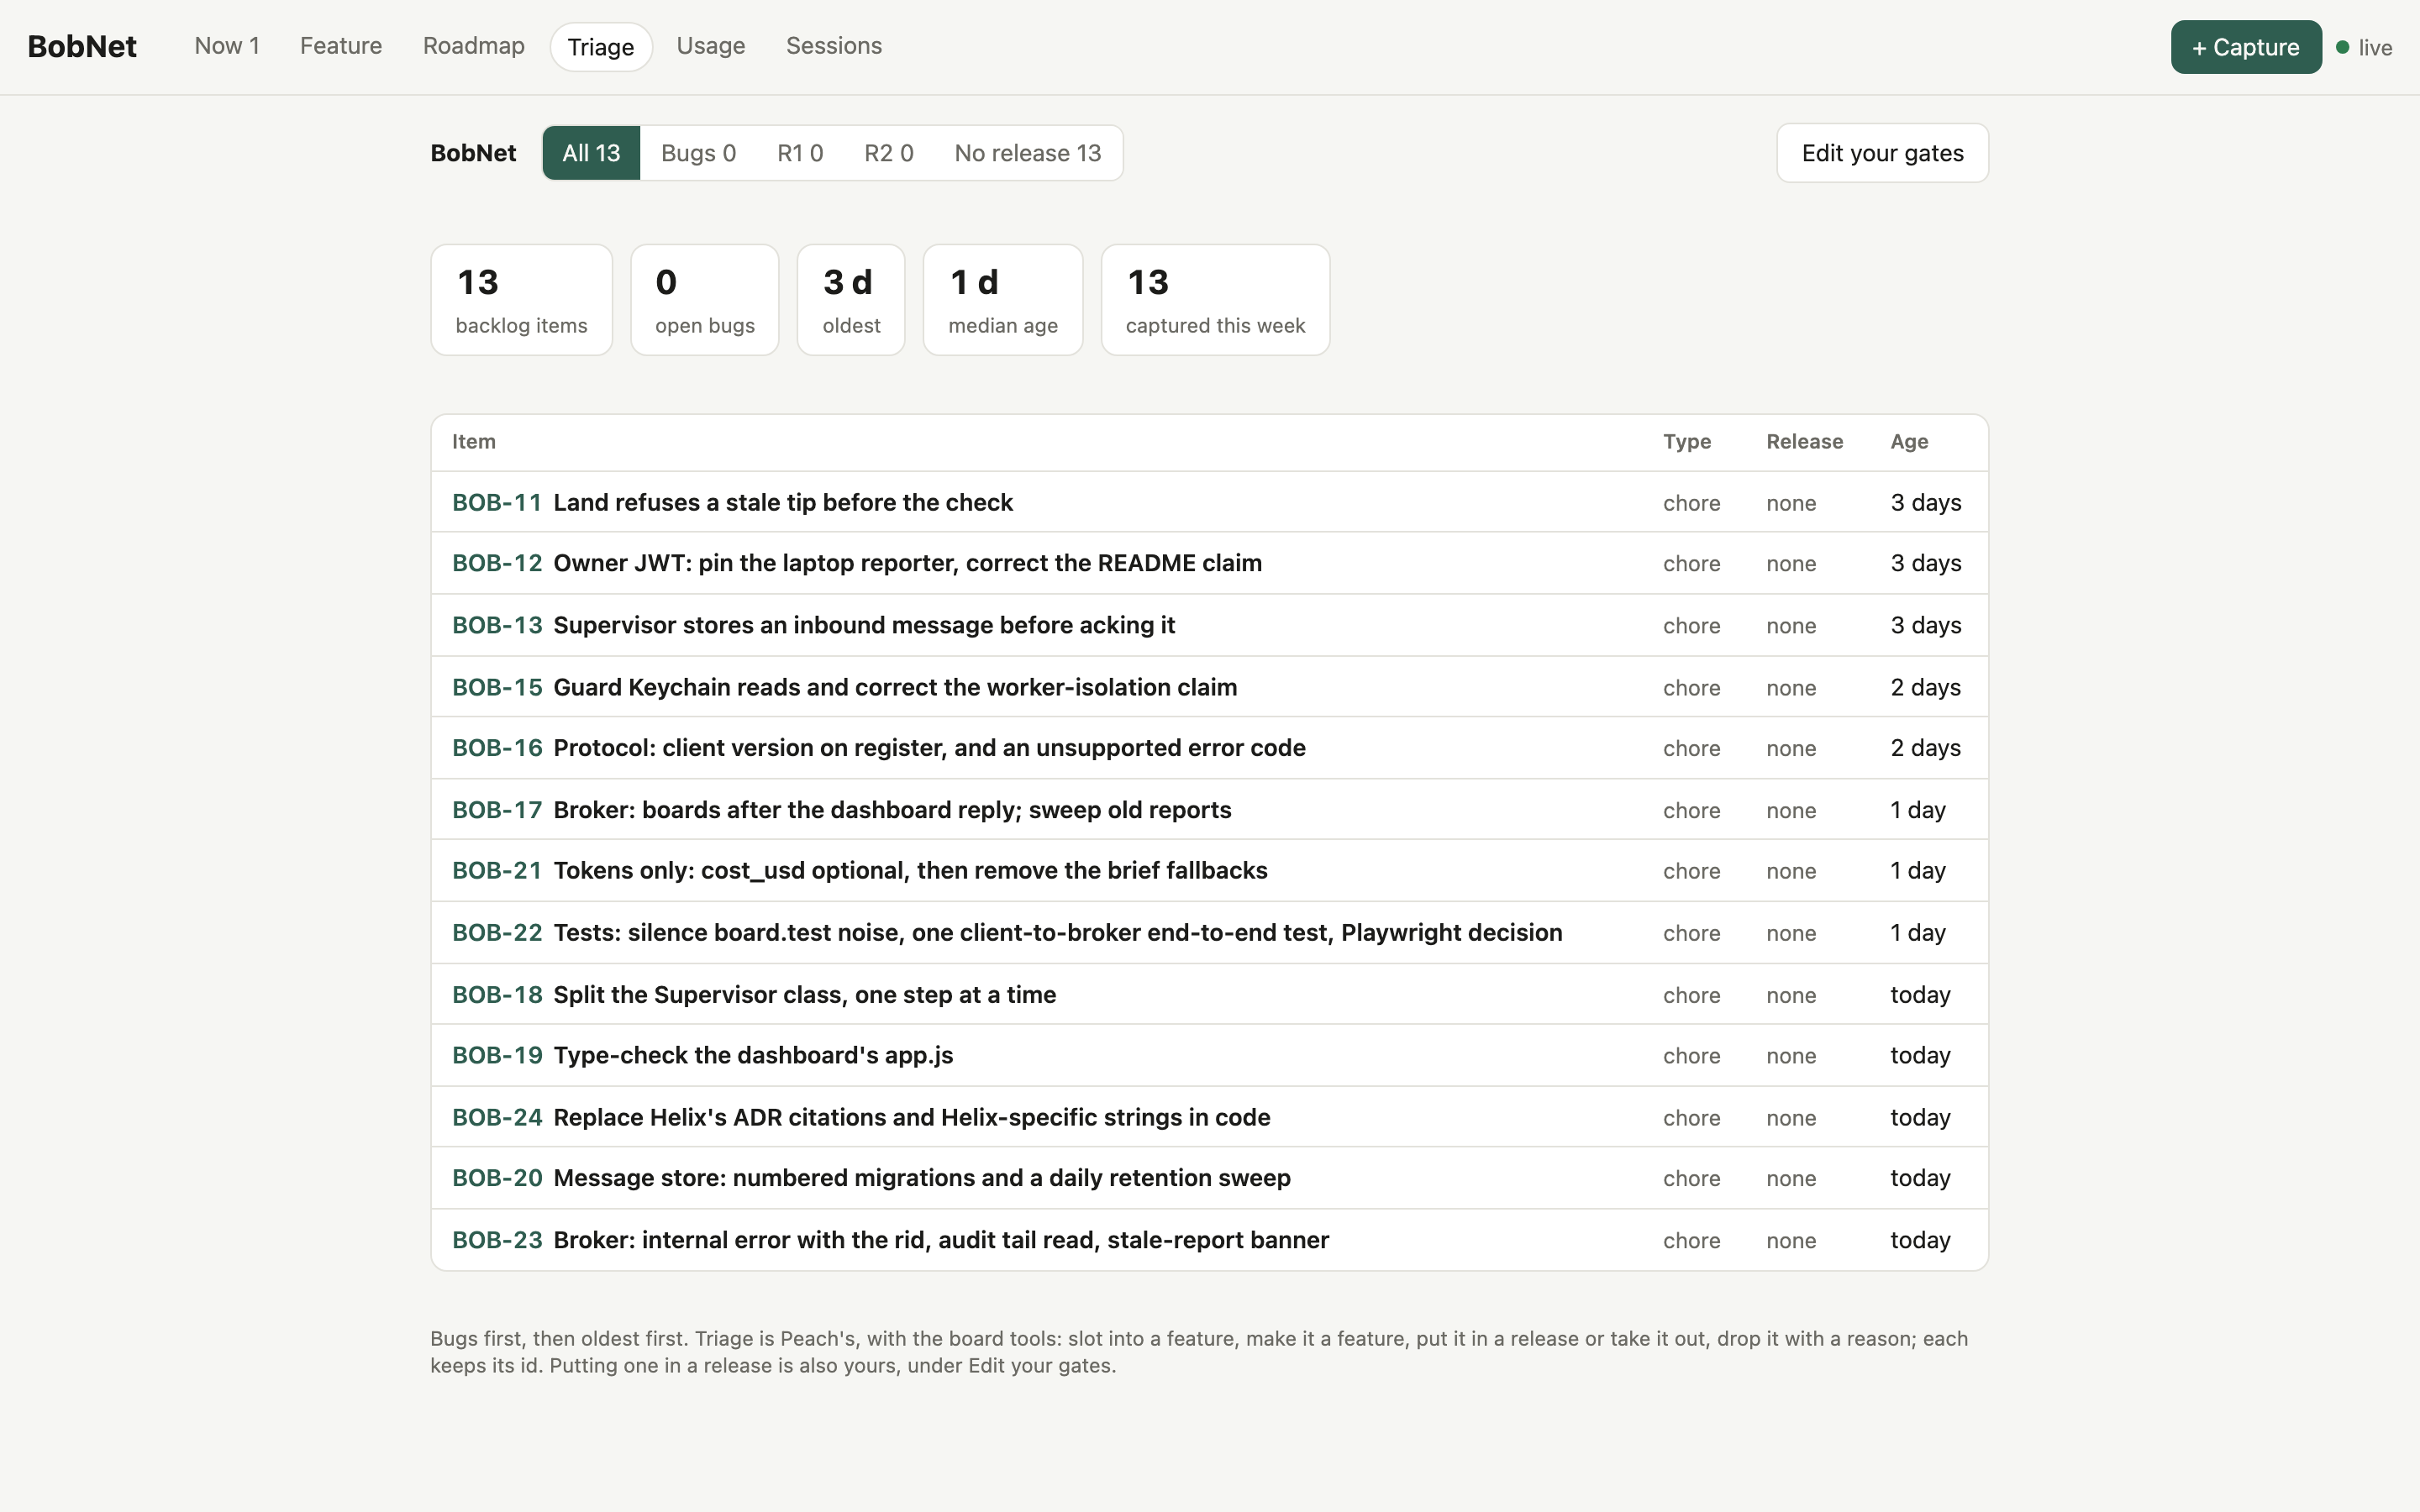 BobNet Now 1 Feature Roadmap Triage Usage Sessions + Capture live
BobNet All 13 Bugs 0 R1 0 R2 0 No release 13 Edit your gates
13 0 3 d 1 d 13
backlog items open bugs oldest median age captured this week
Item Type Release Age
BOB-11 Land refuses a stale tip before the check chore none 3 days
BOB-12 Owner JWT: pin the laptop reporter, correct the README claim chore none 3 days
BOB-13 Supervisor stores an inbound message before acking it chore none 3 days
BOB-15 Guard Keychain reads and correct the worker-isolation claim chore none 2 days
BOB-16 Protocol: client version on register, and an unsupported error code chore none 2 days
BOB-17 Broker: boards after the dashboard reply; sweep old reports chore none 1 day
BOB-21 Tokens only: cost_usd optional, then remove the brief fallbacks chore none 1 day
BOB-22 Tests: silence board.test noise, one client-to-broker end-to-end test, Playwright decision chore none 1 day
BOB-18 Split the Supervisor class, one step at a time chore none today
BOB-19 Type-check the dashboard's app.js chore none today
BOB-24 Replace Helix's ADR citations and Helix-specific strings in code chore none today
BOB-20 Message store: numbered migrations and a daily retention sweep chore none today
BOB-23 Broker: internal error with the rid, audit tail read, stale-report banner chore none today
Bugs first, then oldest first. Triage is Peach's, with the board tools: slot into a feature, make it a feature, put it in a release or take it out, drop it with a reason; each
keeps its id. Putting one in a release is also yours, under Edit your gates.